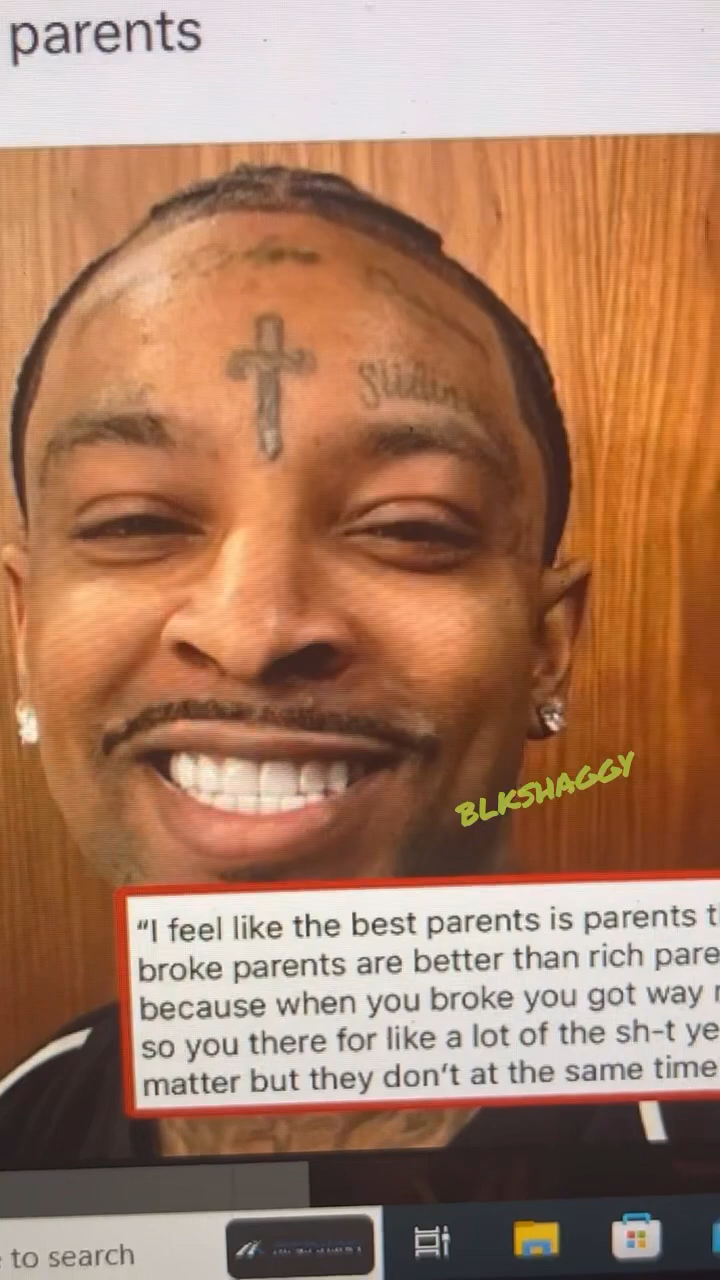 parents
Slidin
BLKSHAGGY
“I feel like the best parents is parents
broke parents are better than rich pare
because when you broke you got way
so you there for like a lot of the sh-t ye
matter but they don’t at the same time
to search